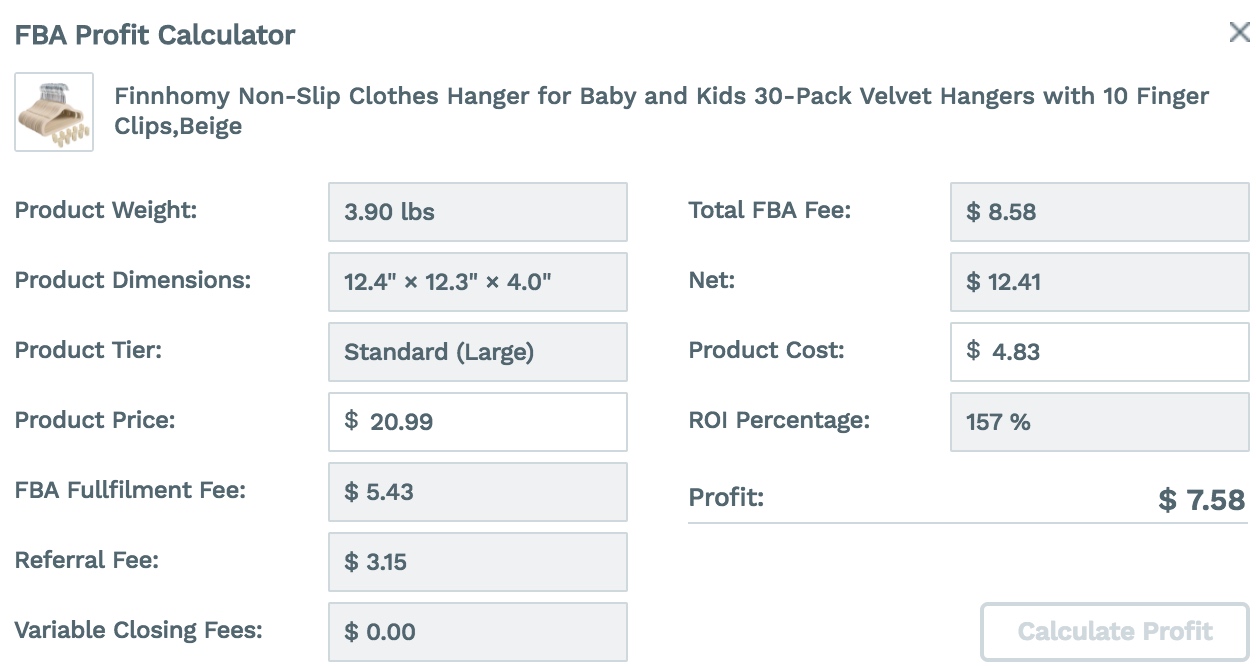 FBA Profit Calculator
Finnhomy Non-Slip Clothes Hanger for Baby and Kids 30-Pack Velvet Hangers with 10 Finger
Clips,Beige
Product Weight: 3.90 lbs
Product Dimensions: 12.4" × 12.3" × 4.0"
Product Tier: Standard (Large)
Product Price: $ 20.99
FBA Fullfilment Fee: $ 5.43
Referral Fee: $ 3.15
Variable Closing Fees: $ 0.00
Total FBA Fee: $ 8.58
Net: $ 12.41
Product Cost: $ 4.83
ROI Percentage: 157 %
Profit: $ 7.58
Calculate Profit